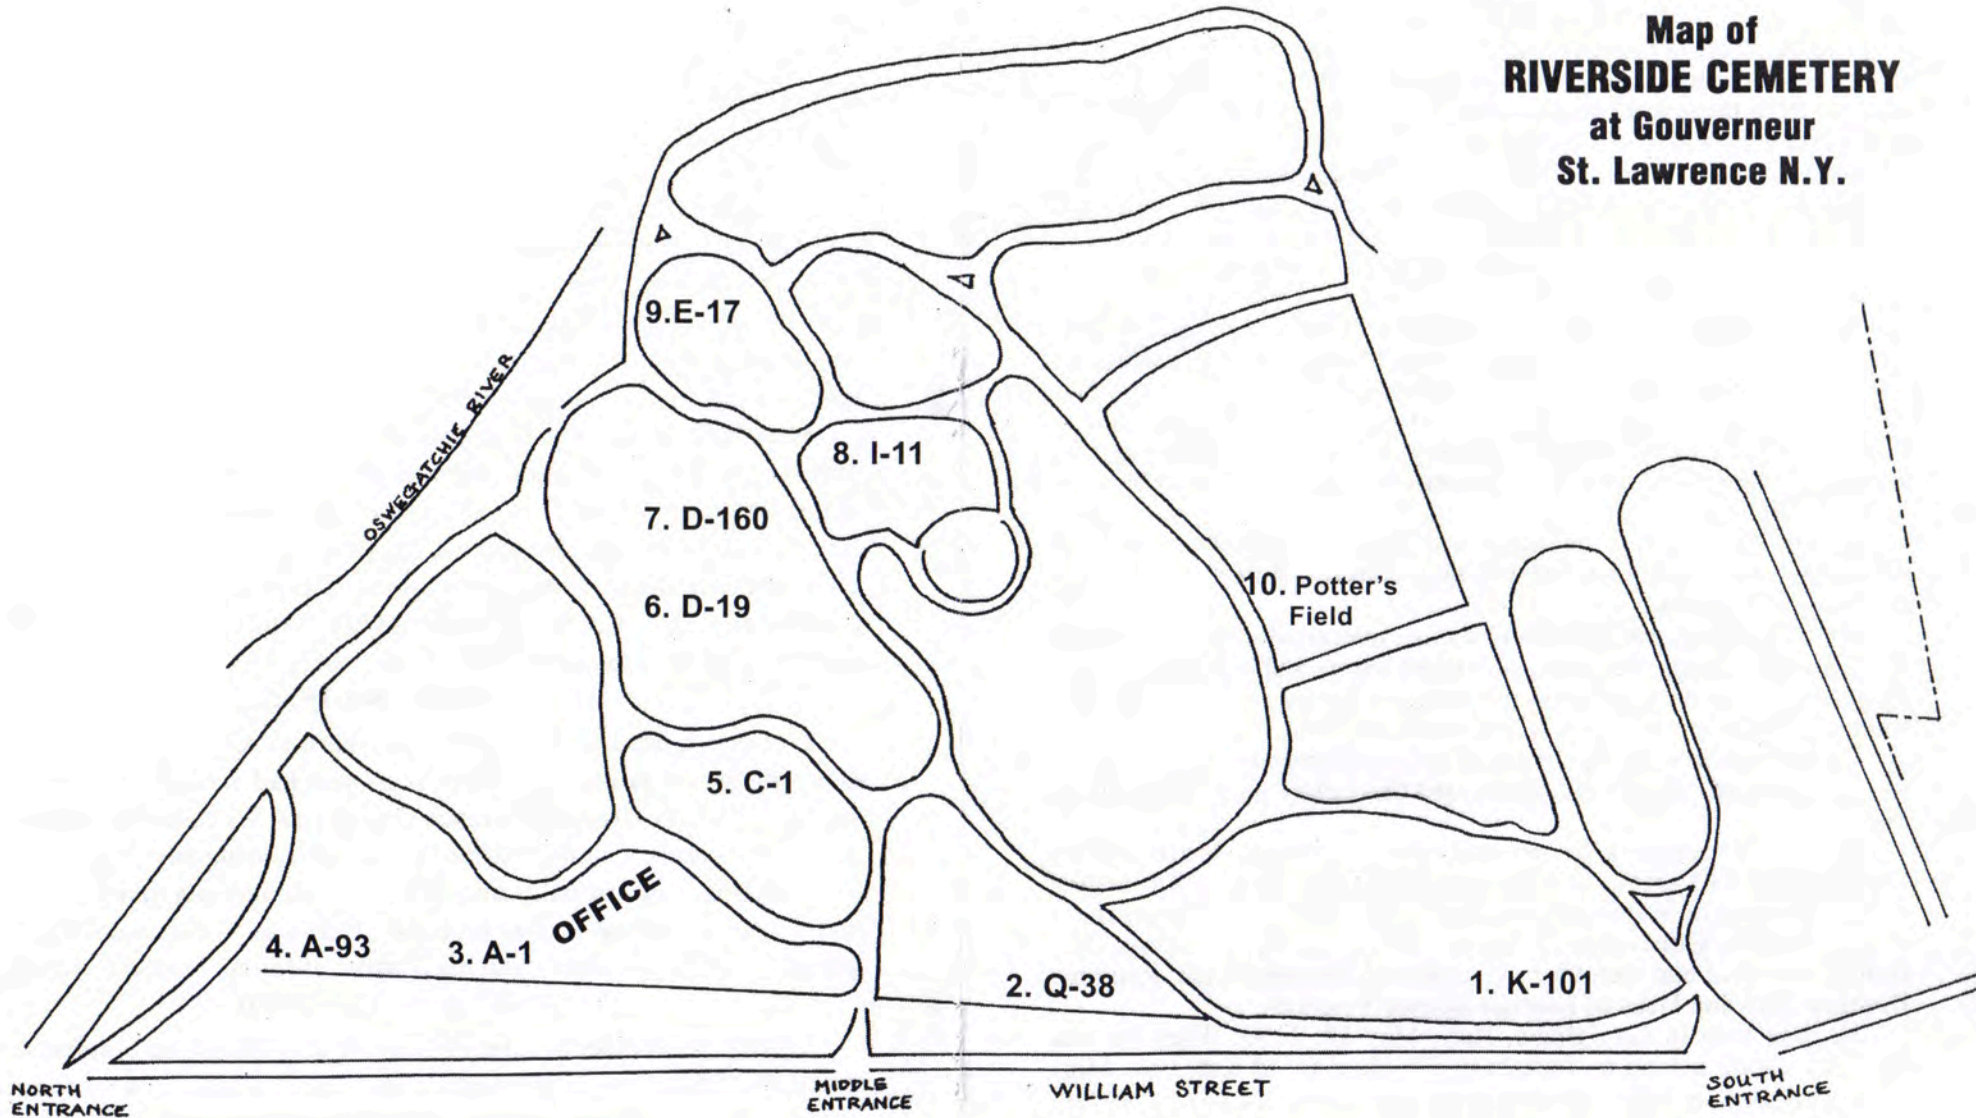 Map of
RIVERSIDE CEMETERY
at Gouverneur
St. Lawrence N.Y.
9.E-17
OSWEGATCHIE RIVER
8. I-11
7. D-160
6. D-19
10. Potter's
Field
5. C-1
OFFICE
4. A-93
3. A-1
2. Q-38
1. K-101
NORTH
ENTRANCE
MIDDLE
ENTRANCE
WILLIAM STREET
SOUTH
ENTRANCE